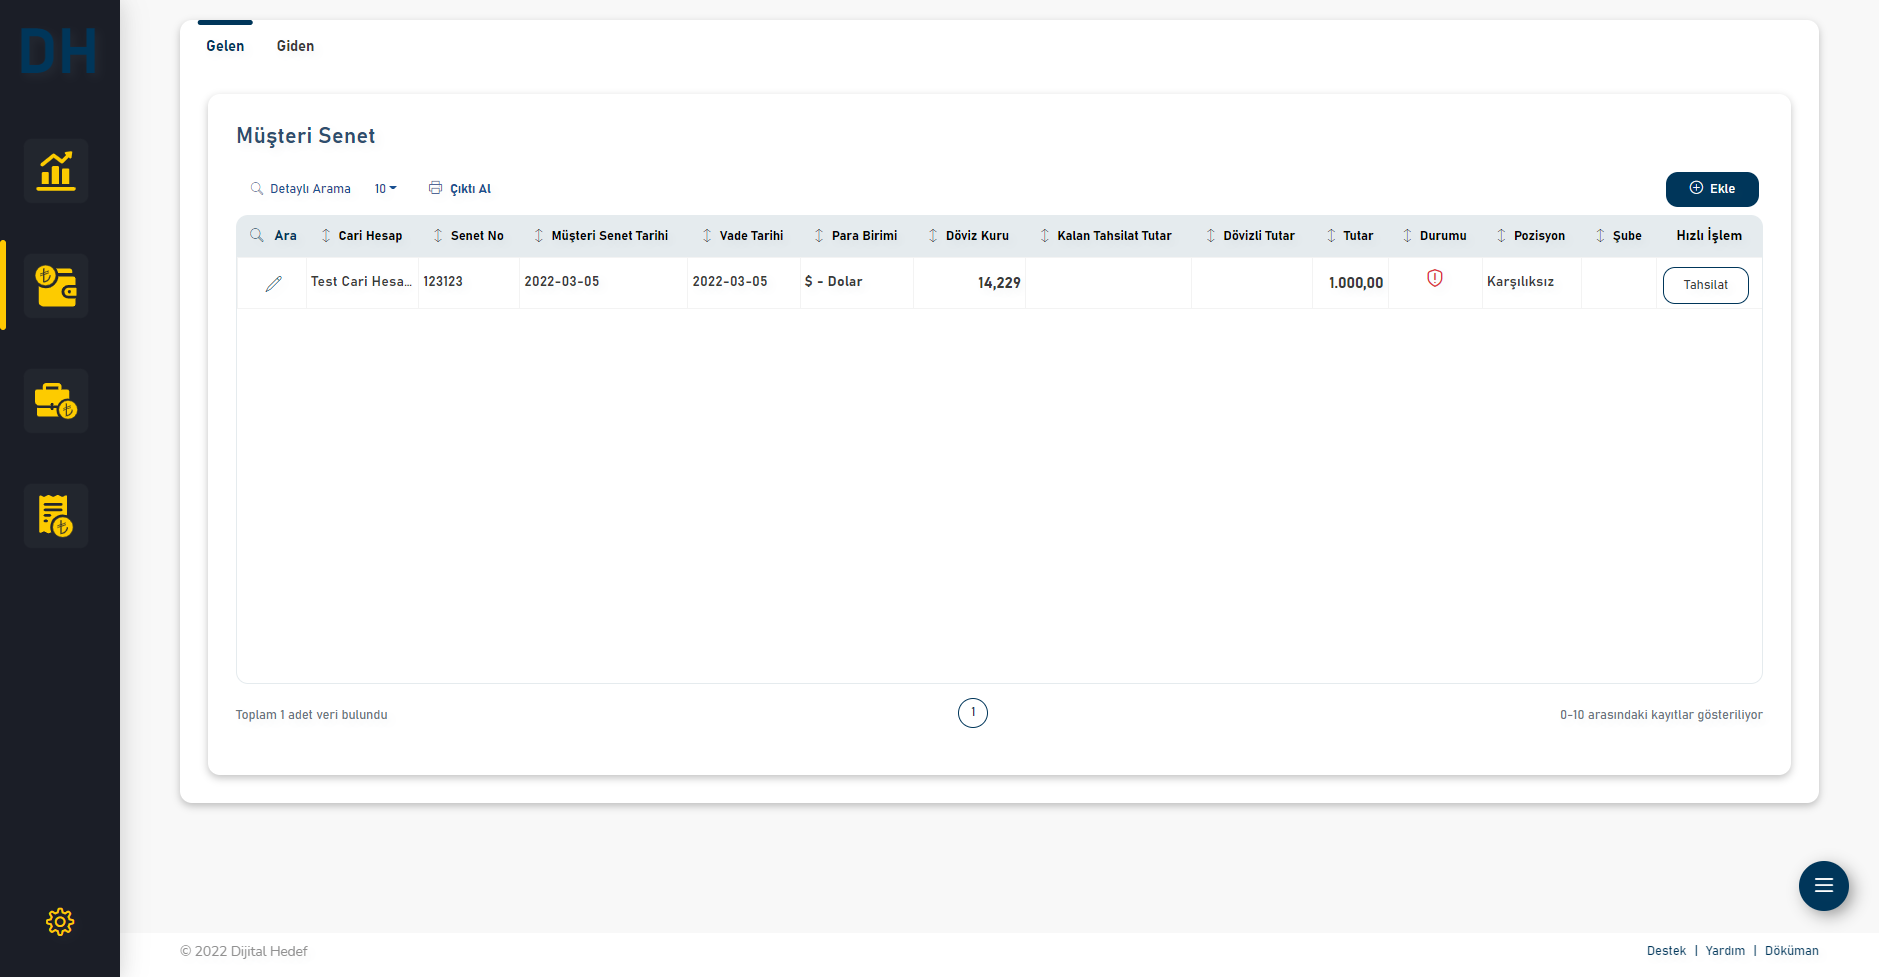 DH
Gelen Giden
Müşteri Senet
Detaylı Arama 10 Çıktı Al Ekle
Ara Cari Hesap Senet No Müşteri Senet Tarihi Vade Tarihi Para Birimi Döviz Kuru Kalan Tahsilat Tutar Dövizli Tutar Tutar Durumu Pozisyon Şube Hızlı İşlem
Test Cari Hesa... 123123 2022-03-05 2022-03-05 $ - Dolar 14,229 1.000,00 Karşılıksız Tahsilat
Toplam 1 adet veri bulundu 1 0-10 arasındaki kayıtlar gösteriliyor
© 2022 Dijital Hedef Destek | Yardım | Döküman